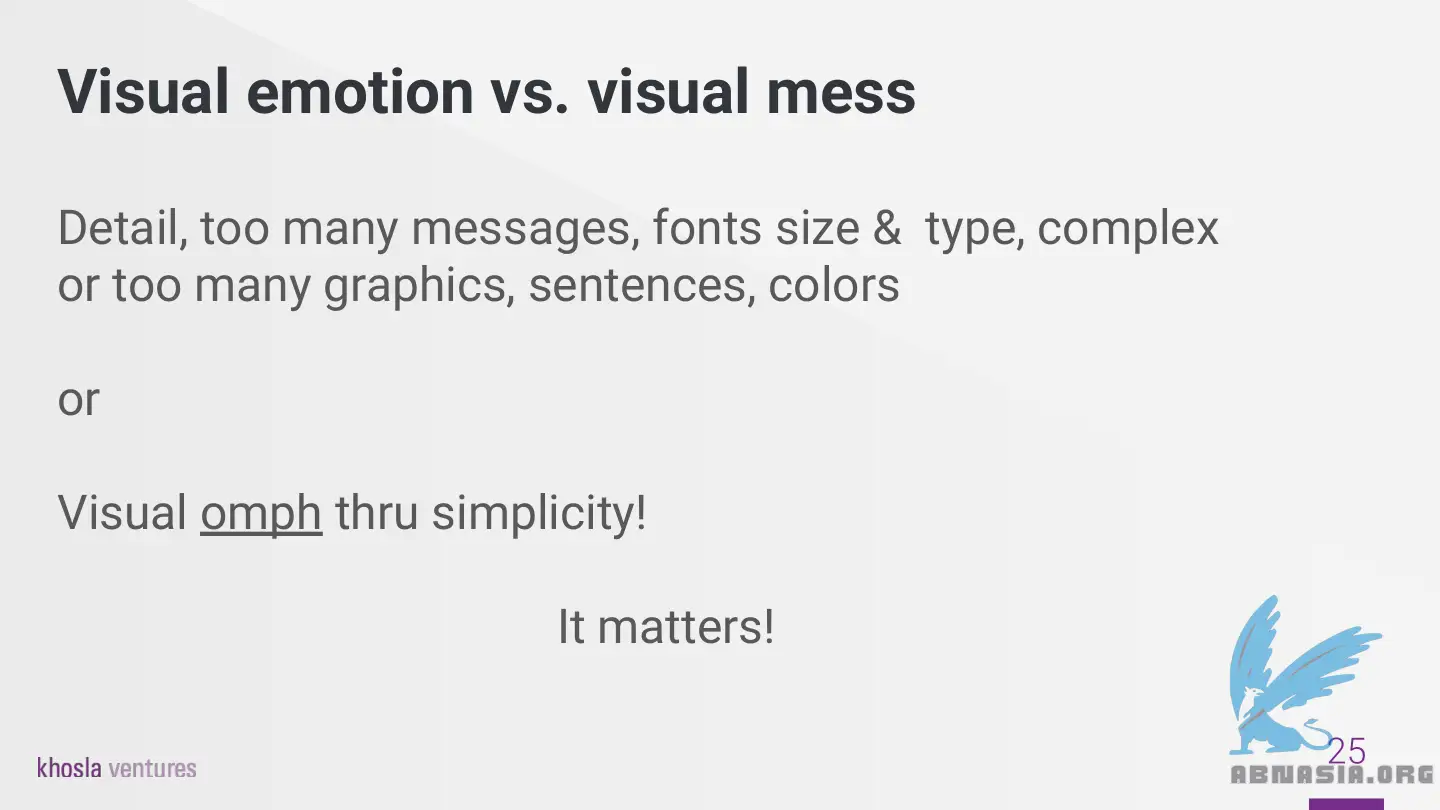 Visual emotion vs. visual mess
Detail, too many messages, fonts size &  type, complex
or too many graphics, sentences, colors
or
Visual omph thru simplicity!
It matters!
khosla ventures
25
ABNASIA.ORG